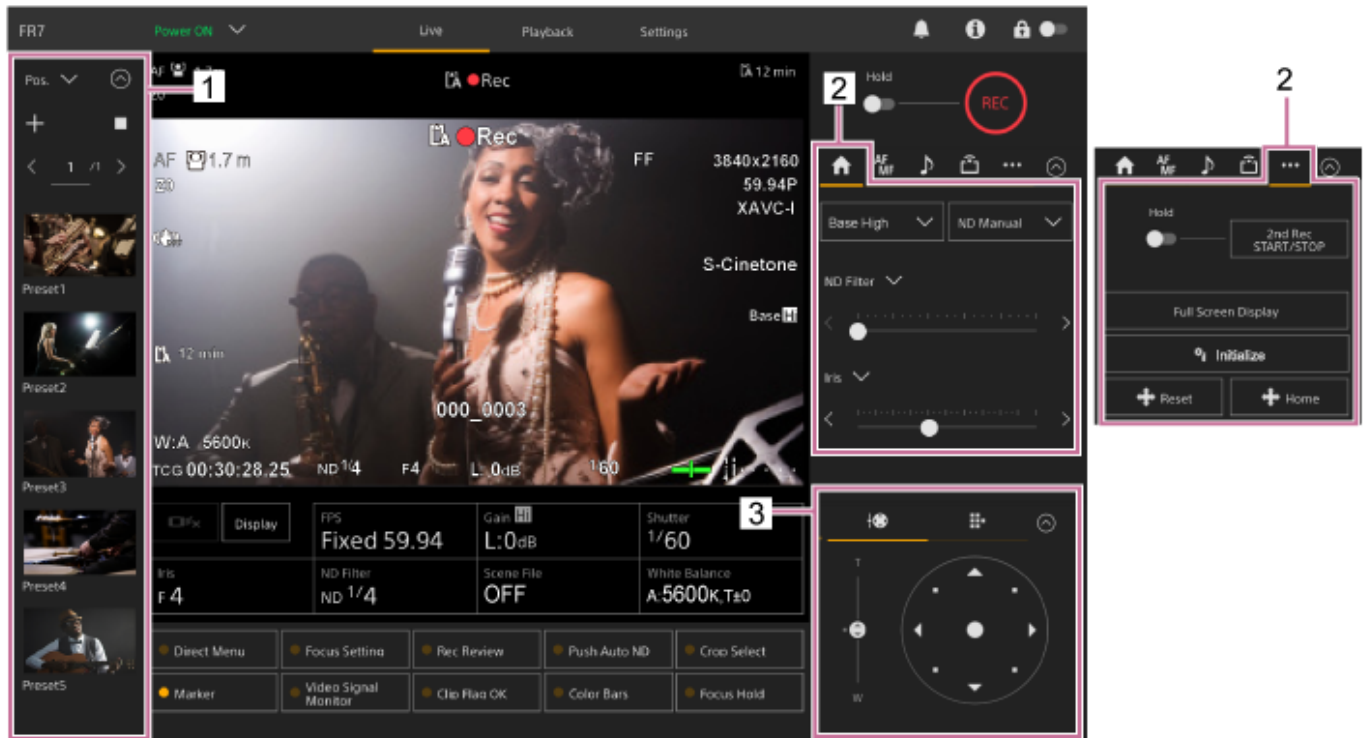 FR7
Power ON
Live
Playback
Settings
Pos.
1
1 /1
Preset1
Preset2
Preset3
Preset4
Preset5
Rec
12 min
Rec
AF 1.7 m
FF
3840x2160
Z0
59.94P
XAVC-I
OFF
S-Cinetone
Base Hi
12 min
000_0003
W:A 5600K
TCG 00:30:28.25
ND 1/4
F4
L: 0dB
1/60
Display
FPS
Fixed 59.94
Gain Hi
L:0dB
Shutter
1/60
Iris
F 4
ND Filter
ND 1/4
Scene File
OFF
White Balance
A:5600K,T±0
Direct Menu
Focus Setting
Rec Review
Push Auto ND
Crop Select
Marker
Video Signal
Monitor
Clip Flag OK
Color Bars
Focus Hold
2
Hold
REC
AF
MF
Base High
ND Manual
ND Filter
Iris
3
T
W
2
AF
MF
Hold
2nd Rec
START/STOP
Full Screen Display
Initialize
Reset
Home